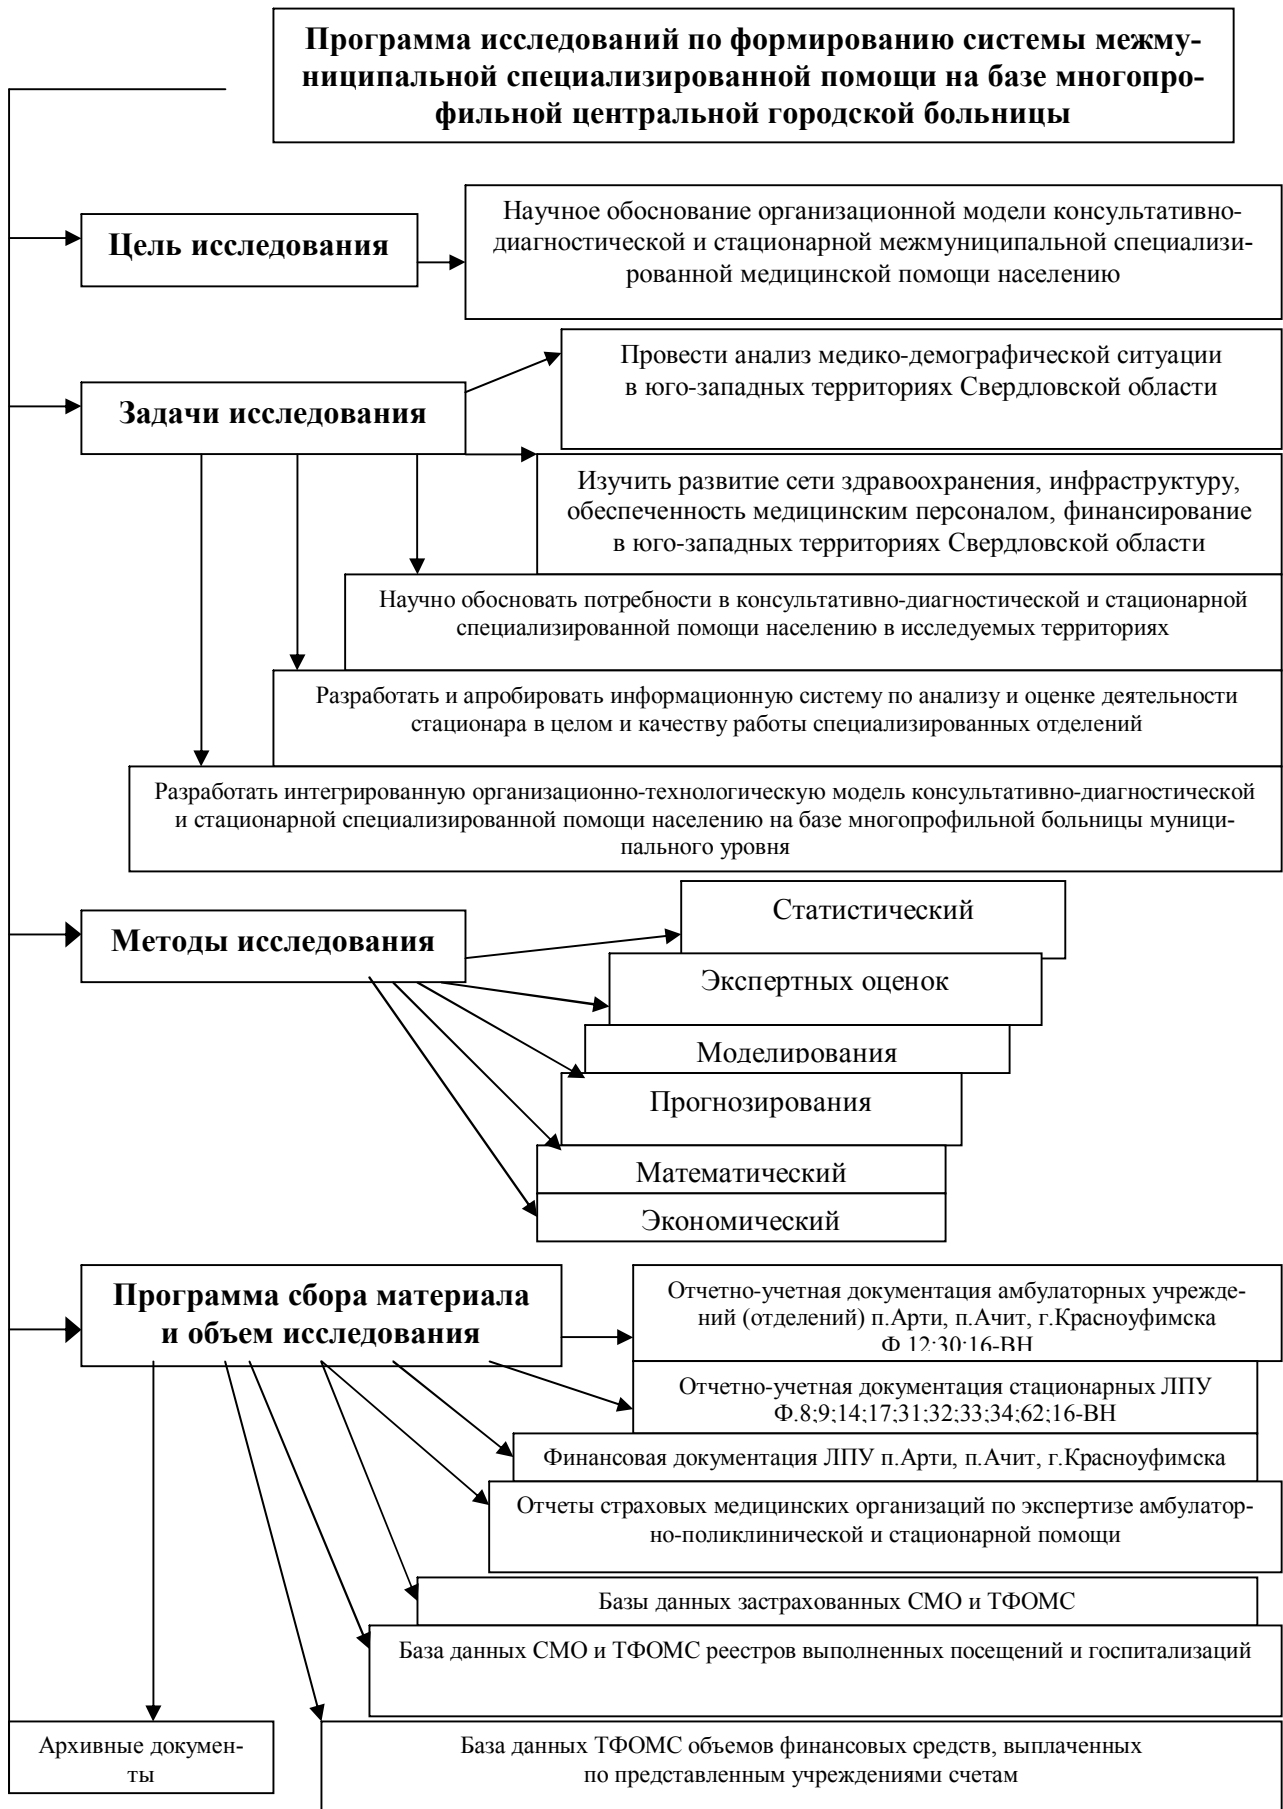 Программа исследований по формированию системы межму-
ниципальной специализированной помощи на базе многопро-
фильной центральной городской больницы
Цель исследования
Научное обоснование организационной модели консультативно-
диагностической и стационарной межмуниципальной специализи-
рованной медицинской помощи населению
Задачи исследования
Провести анализ медико-демографической ситуации
в юго-западных территориях Свердловской области
Изучить развитие сети здравоохранения, инфраструктуру,
обеспеченность медицинским персоналом, финансирование
в юго-западных территориях Свердловской области
Научно обосновать потребности в консультативно-диагностической и стационарной
специализированной помощи населению в исследуемых территориях
Разработать и апробировать информационную систему по анализу и оценке деятельности
стационара в целом и качеству работы специализированных отделений
Разработать интегрированную организационно-технологическую модель консультативно-диагностической
и стационарной специализированной помощи населению на базе многопрофильной больницы муници-
пального уровня
Методы исследования
Статистический
Экспертных оценок
Моделирования
Прогнозирования
Математический
Экономический
Программа сбора материала
и объем исследования
Отчетно-учетная документация амбулаторных учрежде-
ний (отделений) п.Арти, п.Ачит, г.Красноуфимска
Ф.12;30;16-ВН
Отчетно-учетная документация стационарных ЛПУ
Ф.8;9;14;17;31;32;33;34;62;16-ВН
Финансовая документация ЛПУ п.Арти, п.Ачит, г.Красноуфимска
Отчеты страховых медицинских организаций по экспертизе амбулатор-
но-поликлинической и стационарной помощи
Базы данных застрахованных СМО и ТФОМС
База данных СМО и ТФОМС реестров выполненных посещений и госпитализаций
Архивные докумен-
ты
База данных ТФОМС объемов финансовых средств, выплаченных
по представленным учреждениями счетам